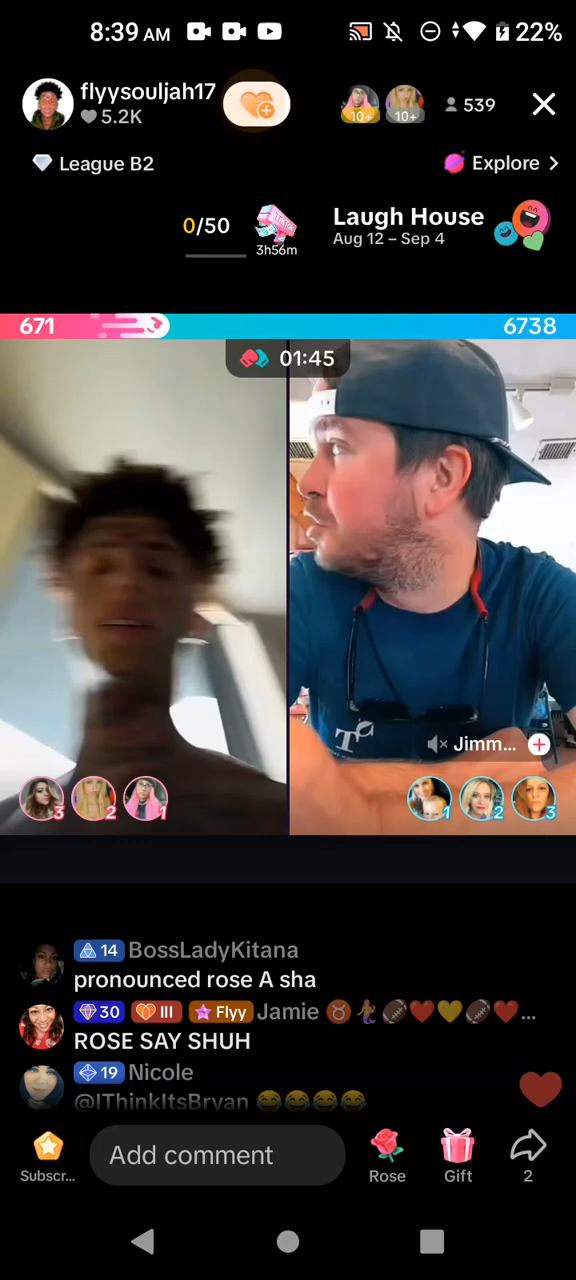 8:39 AM 22%
flyysouljah17
5.2K
10+ 10+ 539
League B2
Explore >
0/50
3h56m
Laugh House
Aug 12 – Sep 4
671 6738
01:45
Jimm...
3 2 1 1 2 3
14 BossLadyKitana
pronounced rose A sha
30 III Flyy Jamie ♉🧜‍♀️🏈❤️💛🏈❤️...
ROSE SAY SHUH
19 Nicole
@IThinkItsBryan 😂😂😂😂
Subscr... Add comment Rose Gift 2